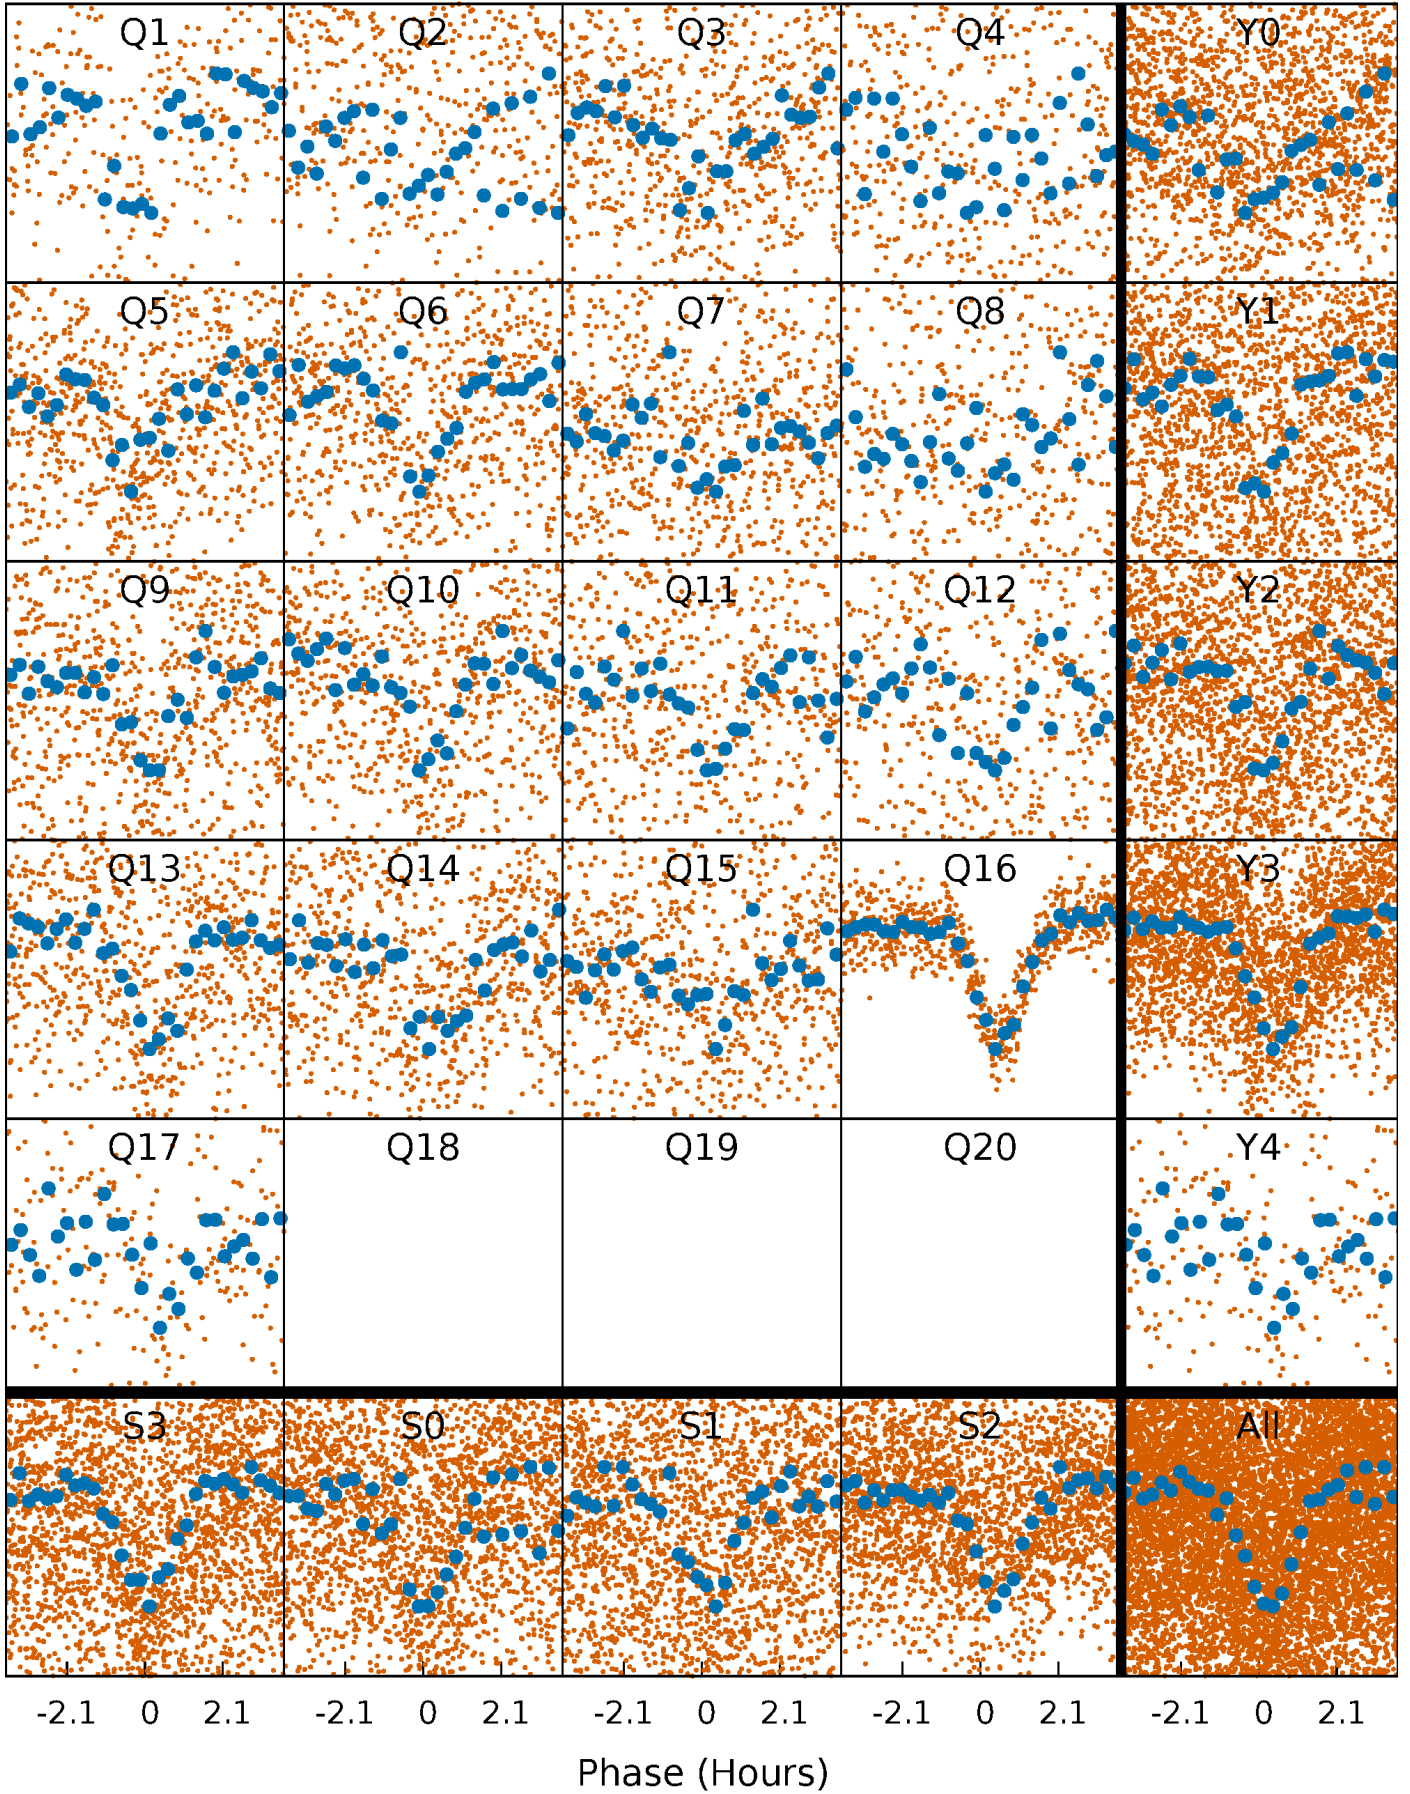 Q1 Q2 Q3 Q4 Y0
Q5 Q6 Q7 Q8 Y1
Q9 Q10 Q11 Q12 Y2
Q13 Q14 Q15 Q16 Y3
Q17 Q18 Q19 Q20 Y4
S3 S0 S1 S2 All
-2.1 0 2.1 -2.1 0 2.1 -2.1 0 2.1 -2.1 0 2.1 -2.1 0 2.1
Phase (Hours)